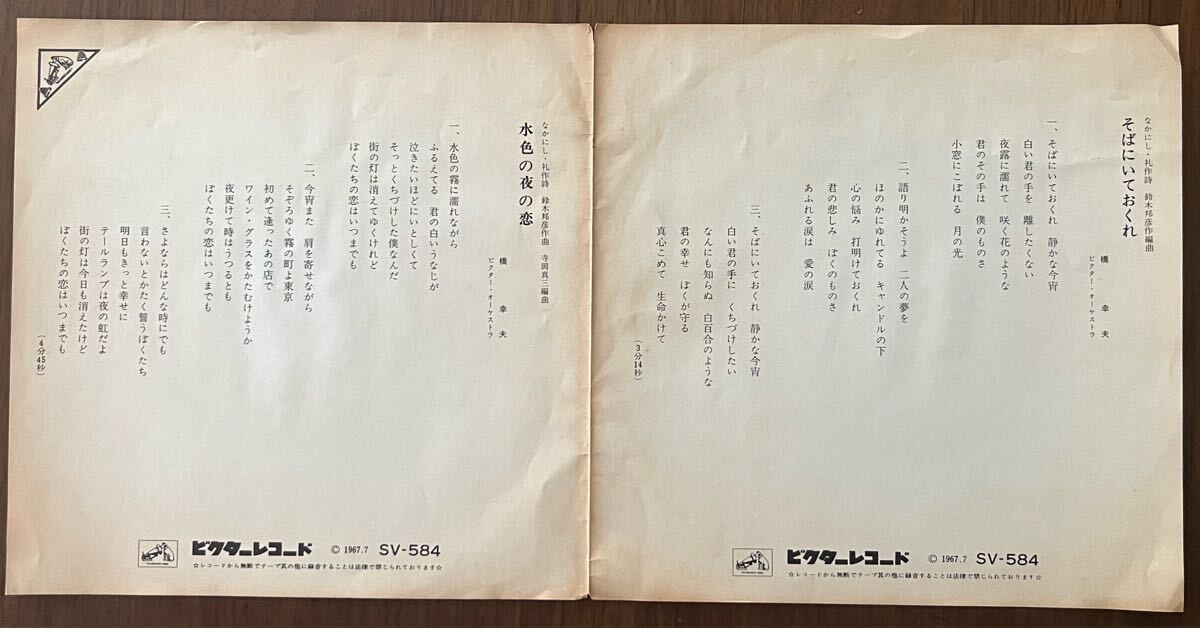 なかにし・礼作詩 鈴木邦彦作編曲
そばにいておくれ
橋 幸夫
ビクター・オーケストラ
一、そばにいておくれ 静かな今宵
白い君の手を 離したくない
夜露に濡れて 咲く花のような
君のその手は 僕のものさ
小窓にこぼれる 月の光
二、語り明かそうよ 二人の夢を
ほのかにゆれてる キャンドルの下
心の悩み 打明けておくれ
君の悲しみ ぼくのものさ
あふれる涙は 愛の涙
三、そばにいておくれ 静かな今宵
白い君の手に くちづけしたい
なんにも知らぬ 白百合のような
君の幸せ ぼくが守る
真心こめて 生命かけて
(3分14秒)
ビクターレコード © 1967.7 SV-584
☆レコードから無断でテープ其の他に録音することは法律で禁じられております☆
なかにし・礼作詩 鈴木邦彦作曲 寺岡真三編曲
水色の夜の恋
橋 幸夫
ビクター・オーケストラ
一、水色の霧に濡れながら
ふるえてる 君の白いうなじが
泣きたいほどにいとしくて
そっとくちづけした僕なんだ
街の灯は消えてゆくけれど
ぼくたちの恋はいつまでも
二、今宵また 肩を寄せながら
そぞろゆく霧の町よ東京
初めて逢ったあの店で
ワイン・グラスをかたむけようか
夜更けて時はうつるとも
ぼくたちの恋はいつまでも
三、さよならはどんな時にでも
言わないとかたく誓うぼくたち
明日もきっと幸せに
テールランプは夜の虹だよ
街の灯は今日も消えたけど
ぼくたちの恋はいつまでも
(4分45秒)
ビクターレコード © 1967.7 SV-584
☆レコードから無断でテープ其の他に録音することは法律で禁じられております☆